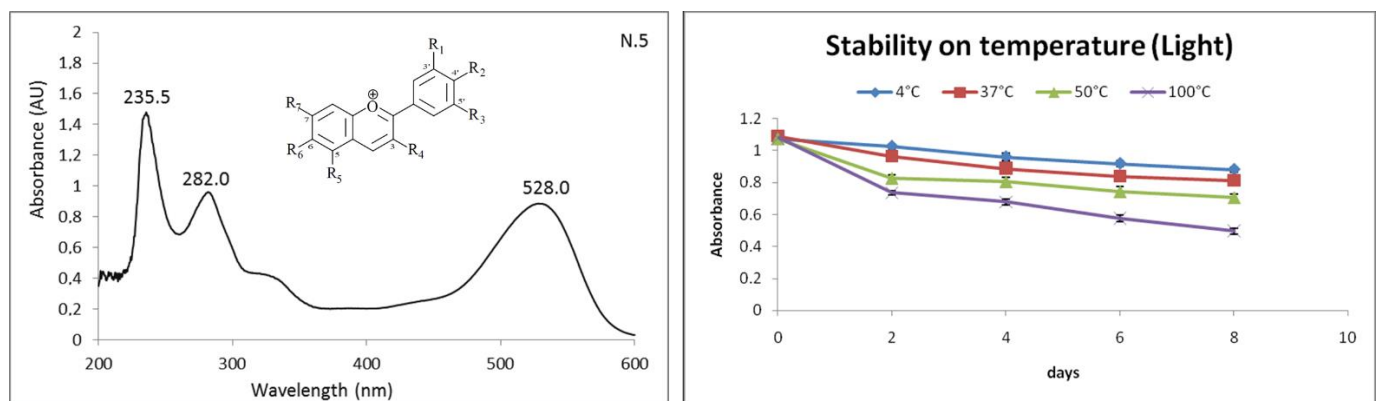 N.5
2
1.8
1.6
1.4
1.2
1
0.8
0.6
0.4
0,2
0
Absorbance (AU)
235.5
282.0
528.0
R₁
3'
4'
R₂
5'
R₃
O
⊕
R₇
7
R₆
6
5
R₅
3
R₄
200
300
400
500
600
Wavelength (nm)
Stability on temperature (Light)
4°C
37°C
50°C
100°C
1.2
1
0.8
0.6
0.4
0.2
0
Absorbance
0
2
4
6
8
10
days